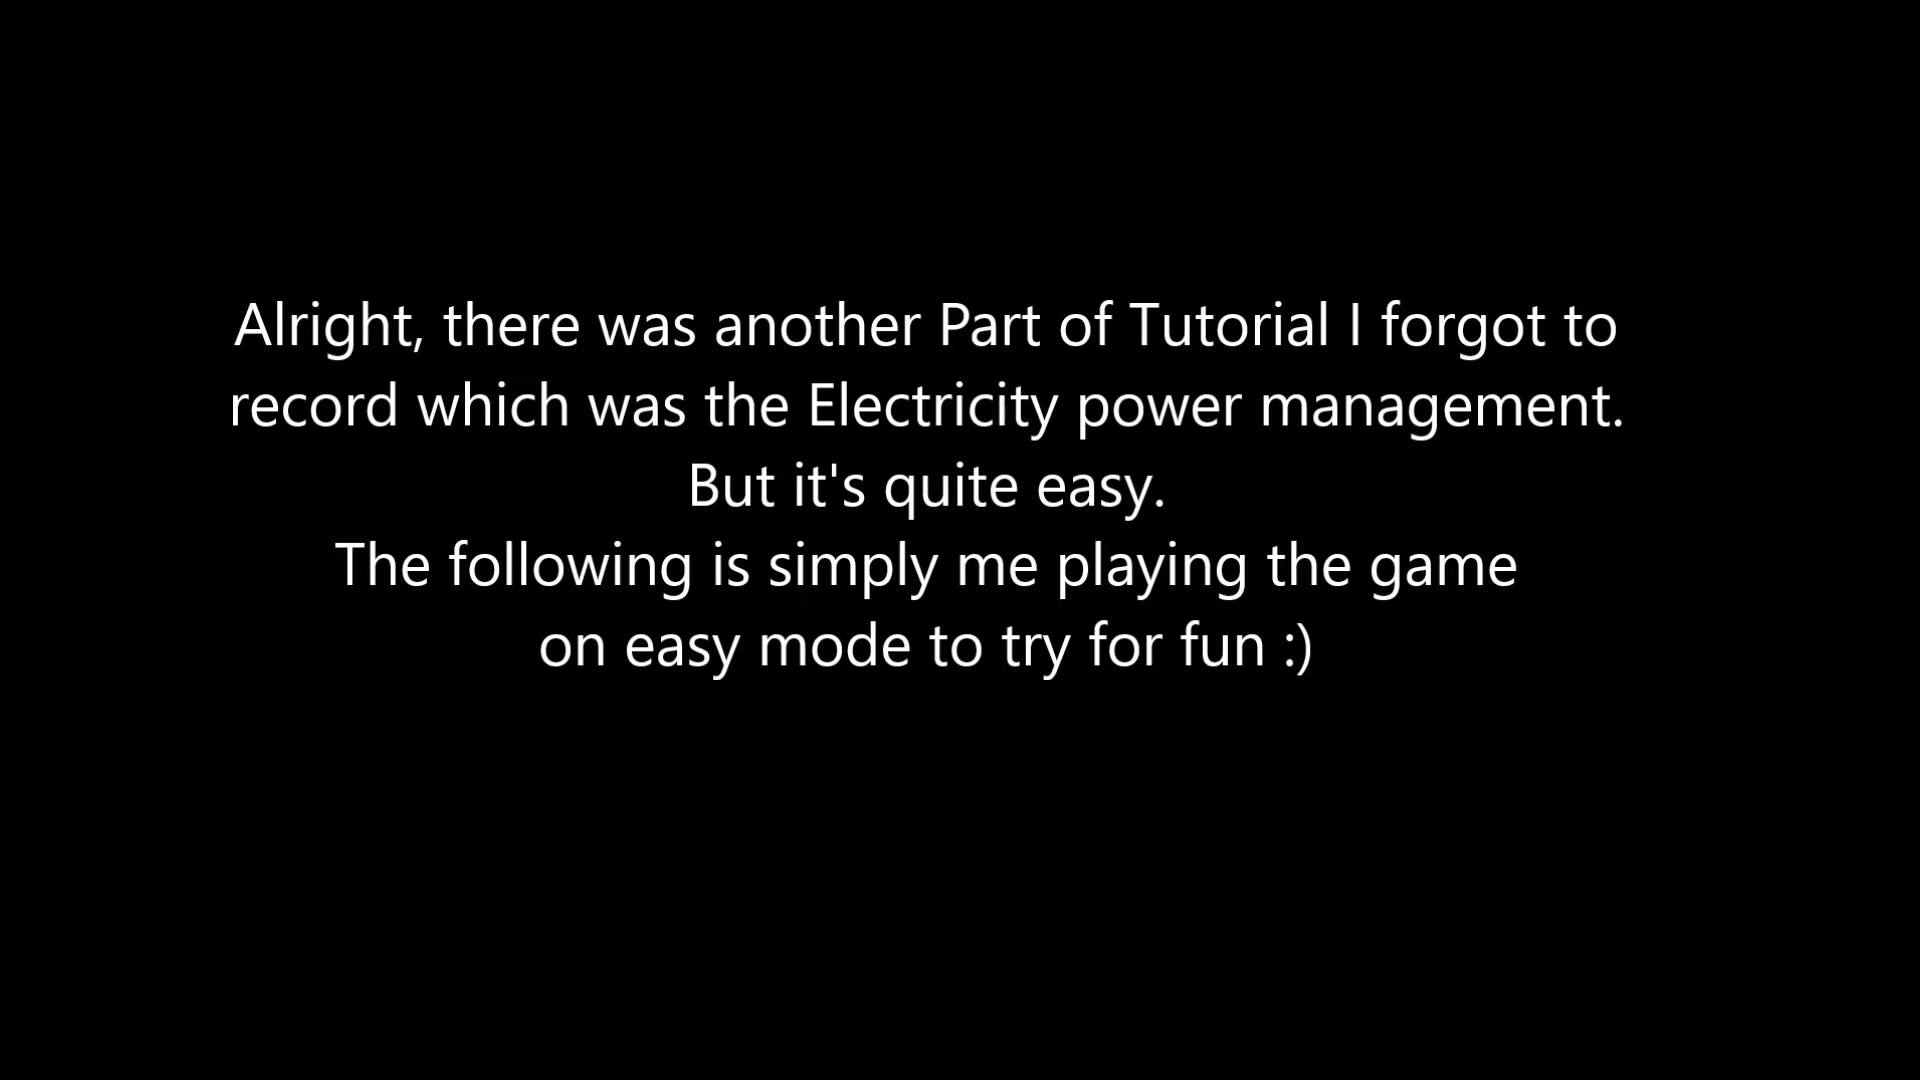 Alright, there was another Part of Tutorial I forgot to
record which was the Electricity power management.
But it's quite easy.
The following is simply me playing the game
on easy mode to try for fun :)